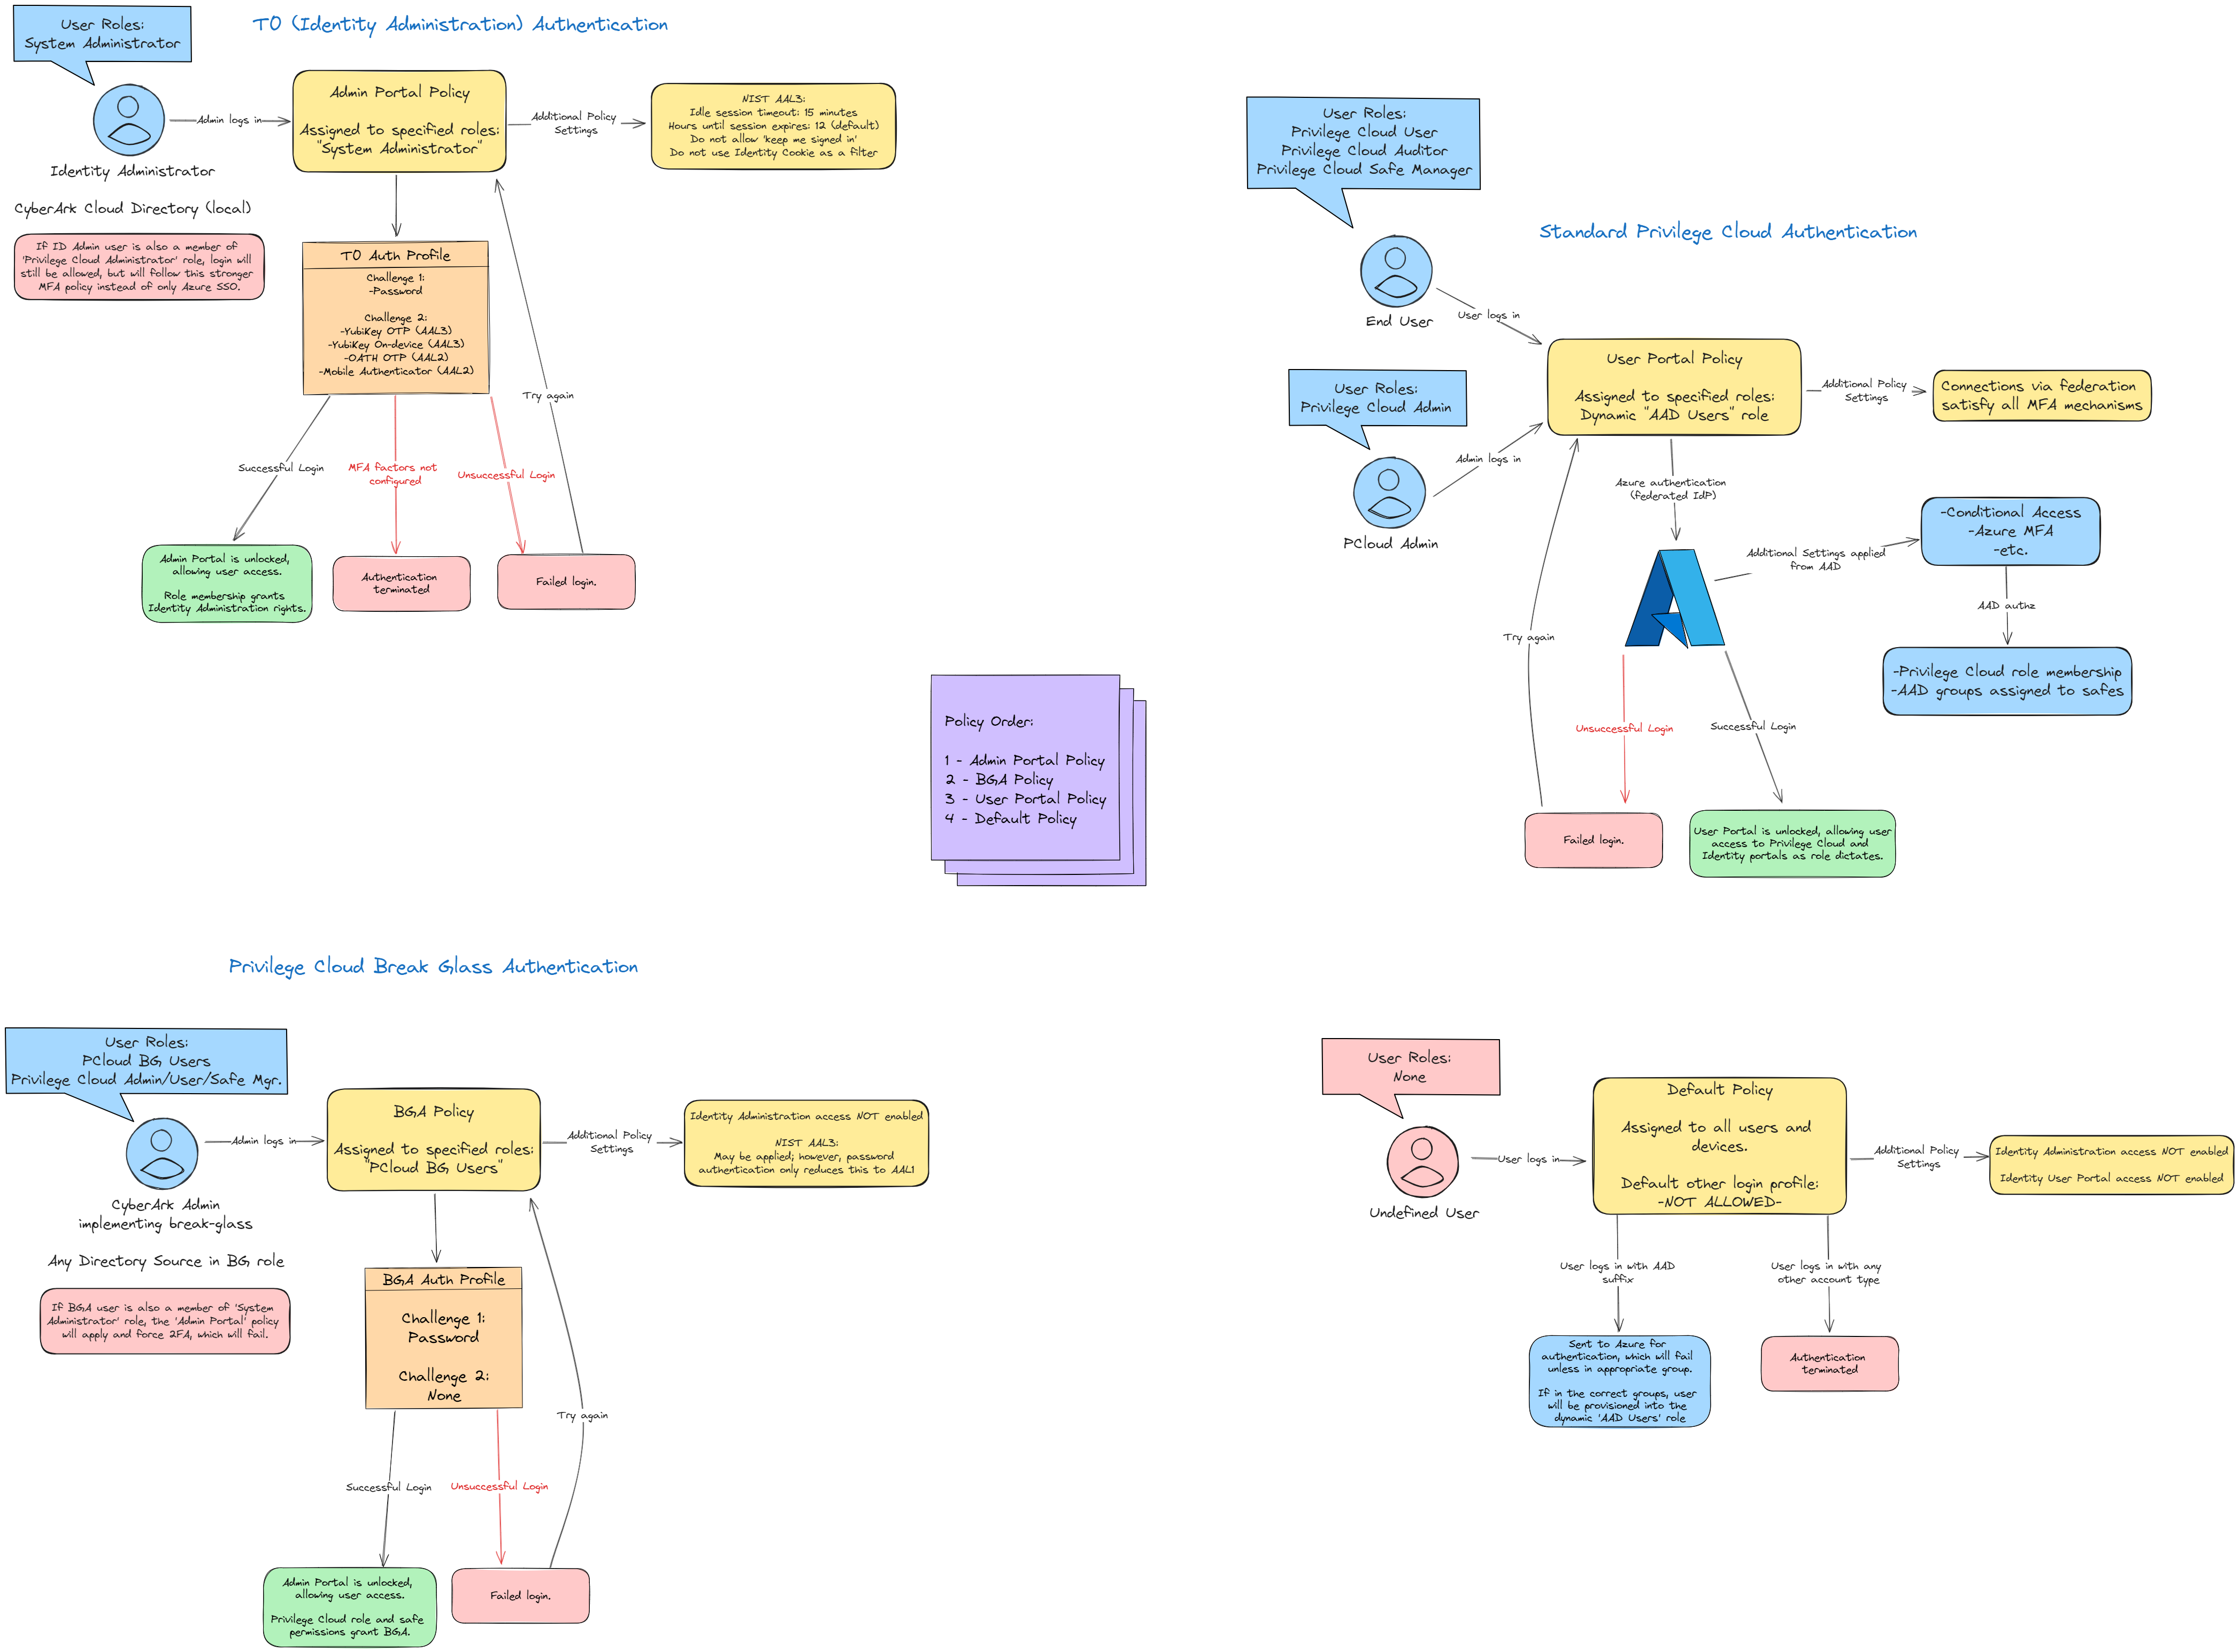 T0 (Identity Administration) Authentication
User Roles:
System Administrator
Admin logs in
Identity Administrator
CyberArk Cloud Directory (local)
If ID Admin user is also a member of
'Privilege Cloud Administrator' role, login will
still be allowed, but will follow this stronger
MFA policy instead of only Azure SSO.
Admin Portal Policy
Assigned to specified roles:
"System Administrator"
Additional Policy
Settings
NIST AAL3:
Idle session timeout: 15 minutes
Hours until session expires: 12 (default)
Do not allow 'keep me signed in'
Do not use Identity Cookie as a filter
T0 Auth Profile
Challenge 1:
-Password
Challenge 2:
-YubiKey OTP (AAL3)
-YubiKey On-device (AAL3)
-OATH OTP (AAL2)
-Mobile Authenticator (AAL2)
Try again
Successful Login
MFA factors not
configured
Unsuccessful Login
Admin Portal is unlocked,
allowing user access.
Role membership grants
Identity Administration rights.
Authentication
terminated
Failed login.
Standard Privilege Cloud Authentication
User Roles:
Privilege Cloud User
Privilege Cloud Auditor
Privilege Cloud Safe Manager
End User
User logs in
User Roles:
Privilege Cloud Admin
PCloud Admin
Admin logs in
User Portal Policy
Assigned to specified roles:
Dynamic "AAD Users" role
Additional Policy
Settings
Connections via federation
satisfy all MFA mechanisms
Azure authentication
(federated IdP)
Additional Settings applied
from AAD
-Conditional Access
-Azure MFA
-etc.
AAD authz
-Privilege Cloud role membership
-AAD groups assigned to safes
Try again
Unsuccessful Login
Successful Login
Failed login.
User Portal is unlocked, allowing user
access to Privilege Cloud and
Identity portals as role dictates.
Policy Order:
1 - Admin Portal Policy
2 - BGA Policy
3 - User Portal Policy
4 - Default Policy
Privilege Cloud Break Glass Authentication
User Roles:
PCloud BG Users
Privilege Cloud Admin/User/Safe Mgr.
Admin logs in
CyberArk Admin
implementing break-glass
Any Directory Source in BG role
If BGA user is also a member of 'System
Administrator' role, the 'Admin Portal' policy
will apply and force 2FA, which will fail.
BGA Policy
Assigned to specified roles:
"PCloud BG Users"
Additional Policy
Settings
Identity Administration access NOT enabled
NIST AAL3:
May be applied; however, password
authentication only reduces this to AAL1
BGA Auth Profile
Challenge 1:
Password
Challenge 2:
None
Try again
Successful Login
Unsuccessful Login
Admin Portal is unlocked,
allowing user access.
Privilege Cloud role and safe
permissions grant BGA.
Failed login.
User Roles:
None
Undefined User
User logs in
Default Policy
Assigned to all users and
devices.
Default other login profile:
-NOT ALLOWED-
Additional Policy
Settings
Identity Administration access NOT enabled
Identity User Portal access NOT enabled
User logs in with AAD
suffix
User logs in with any
other account type
Sent to Azure for
authentication, which will fail
unless in appropriate group.
If in the correct groups, user
will be provisioned into the
dynamic 'AAD Users' role
Authentication
terminated